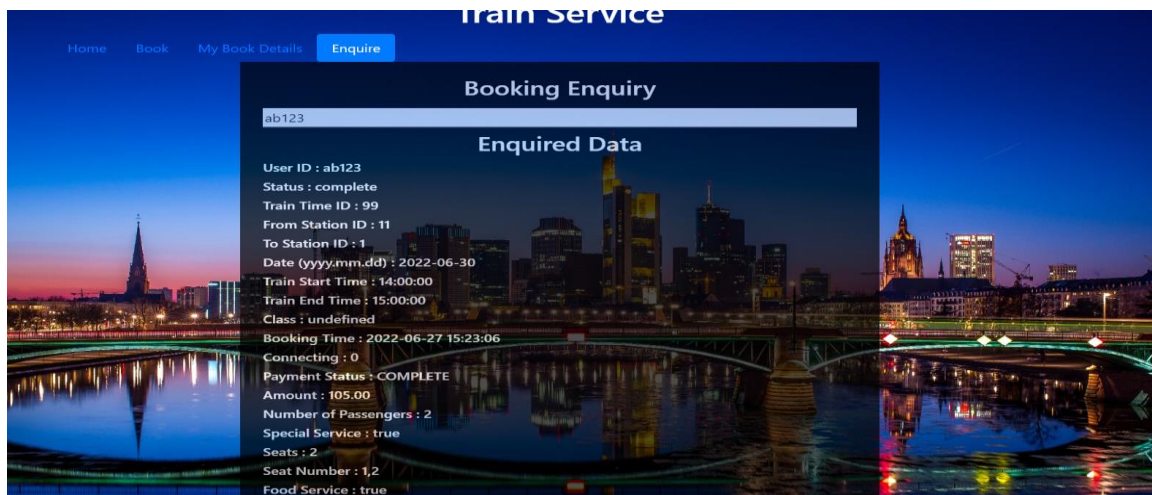 Train Service
Home Book My Book Details Enquire
Booking Enquiry
ab123
Enquired Data
User ID : ab123
Status : complete
Train Time ID : 99
From Station ID : 11
To Station ID : 1
Date (yyyy.mm.dd) : 2022-06-30
Train Start Time : 14:00:00
Train End Time : 15:00:00
Class : undefined
Booking Time : 2022-06-27 15:23:06
Connecting : 0
Payment Status : COMPLETE
Amount : 105.00
Number of Passengers : 2
Special Service : true
Seats : 2
Seat Number : 1,2
Food Service : true